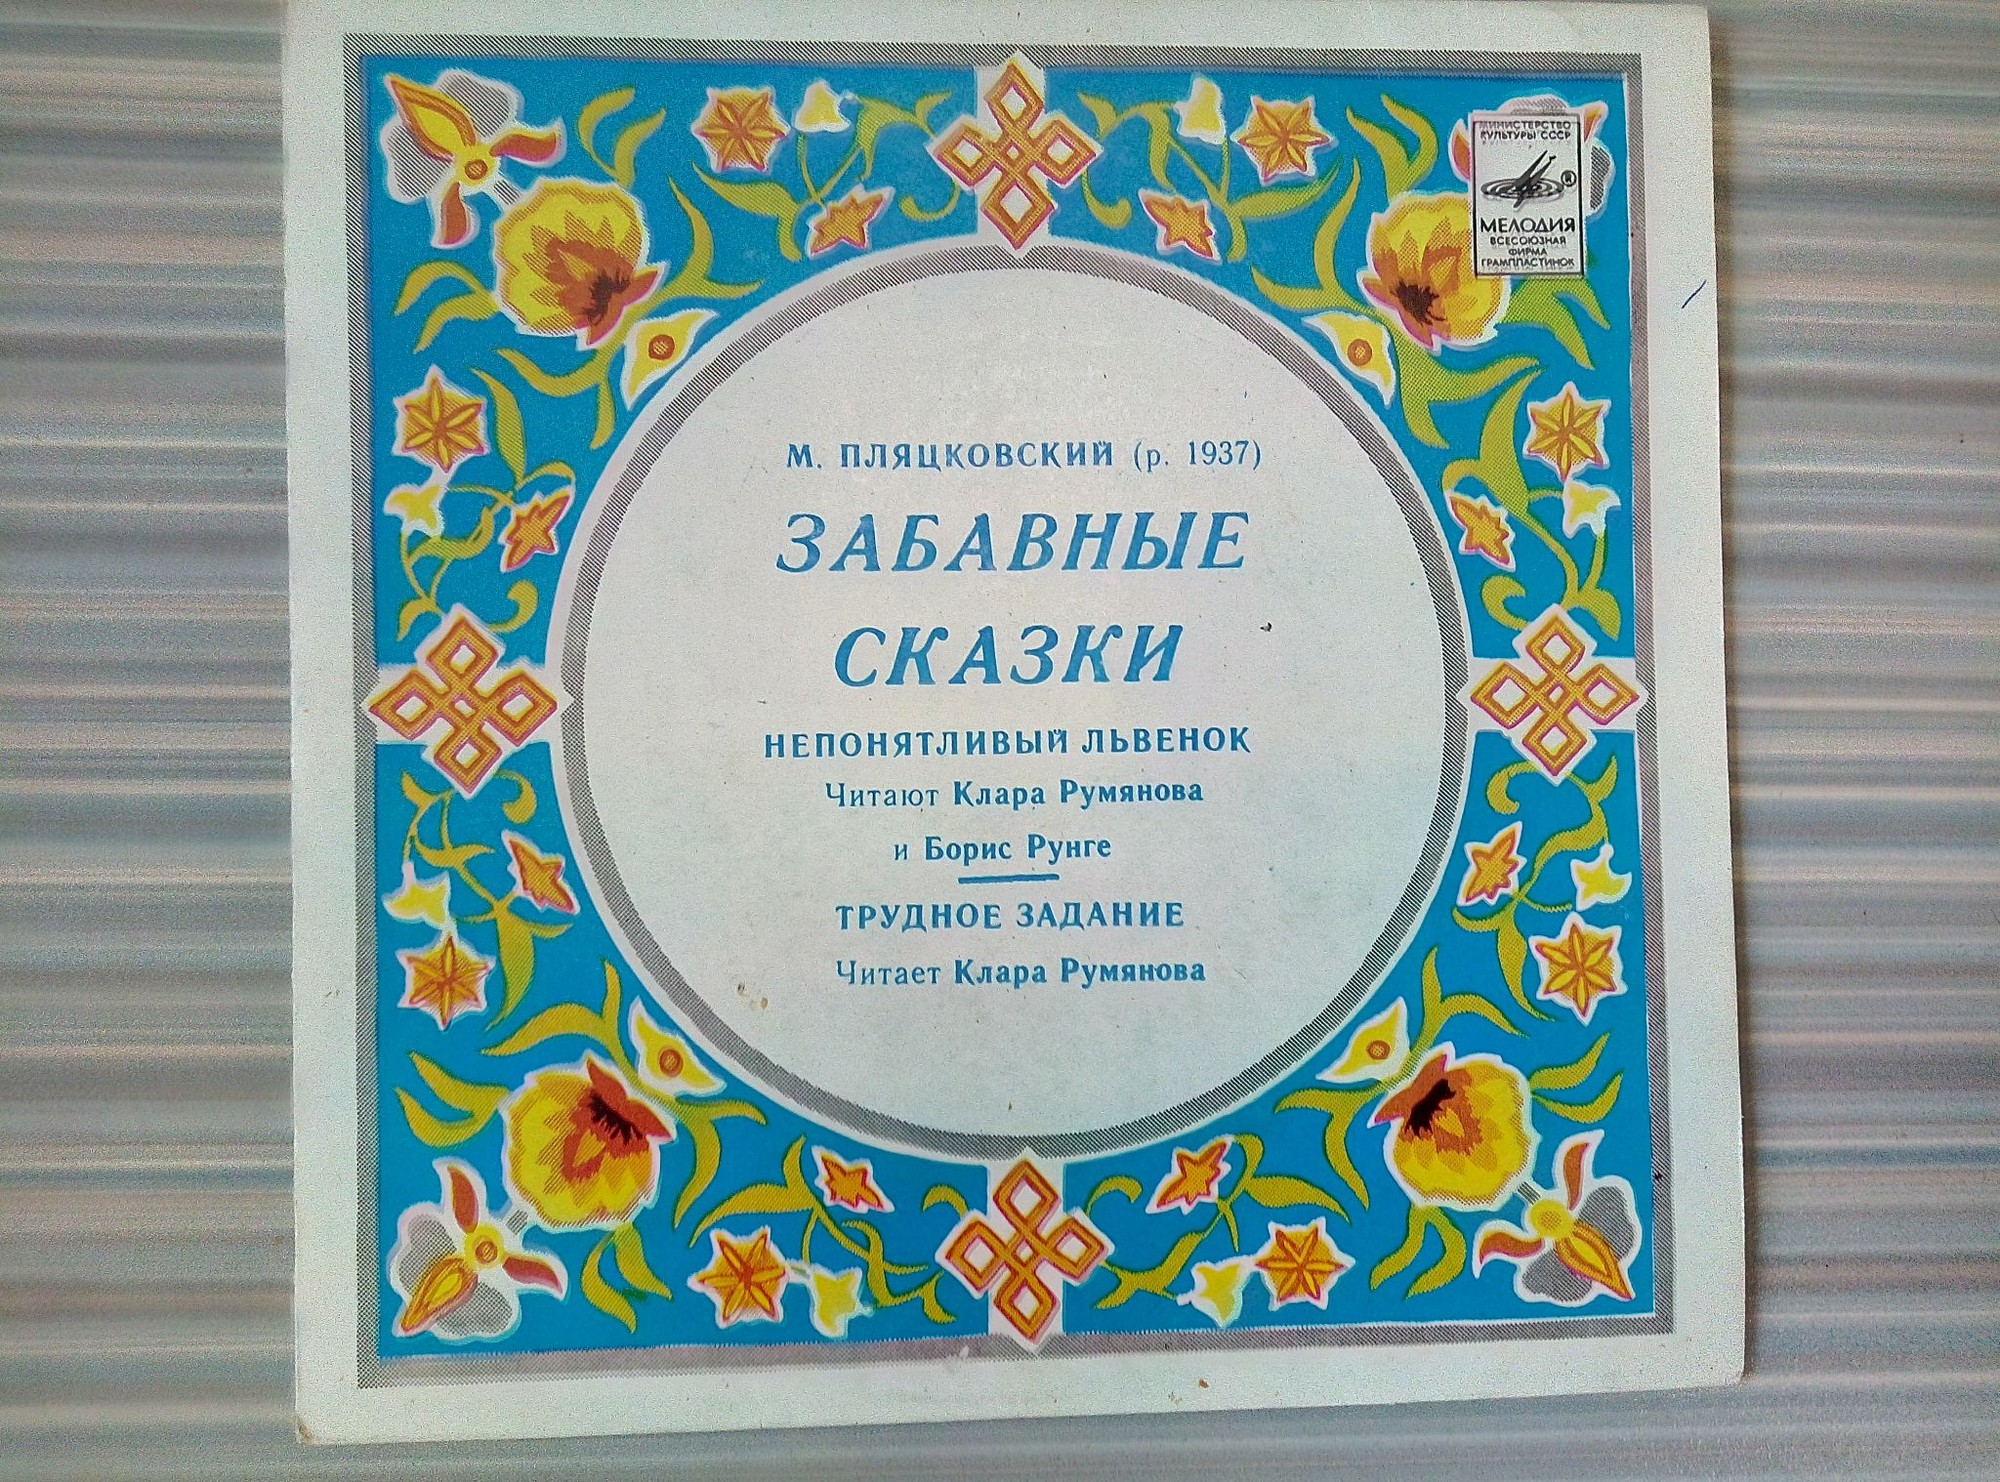 МИНИСТЕРСТВО
КУЛЬТУРЫ СССР
®
МЕЛОДИЯ
ВСЕСОЮЗНАЯ
ФИРМА
ГРАМПЛАСТИНОК
М. ПЛЯЦКОВСКИЙ (р. 1937)
ЗАБАВНЫЕ
СКАЗКИ
НЕПОНЯТЛИВЫЙ ЛЬВЕНОК
Читают Клара Румянова
и Борис Рунге
ТРУДНОЕ ЗАДАНИЕ
Читает Клара Румянова